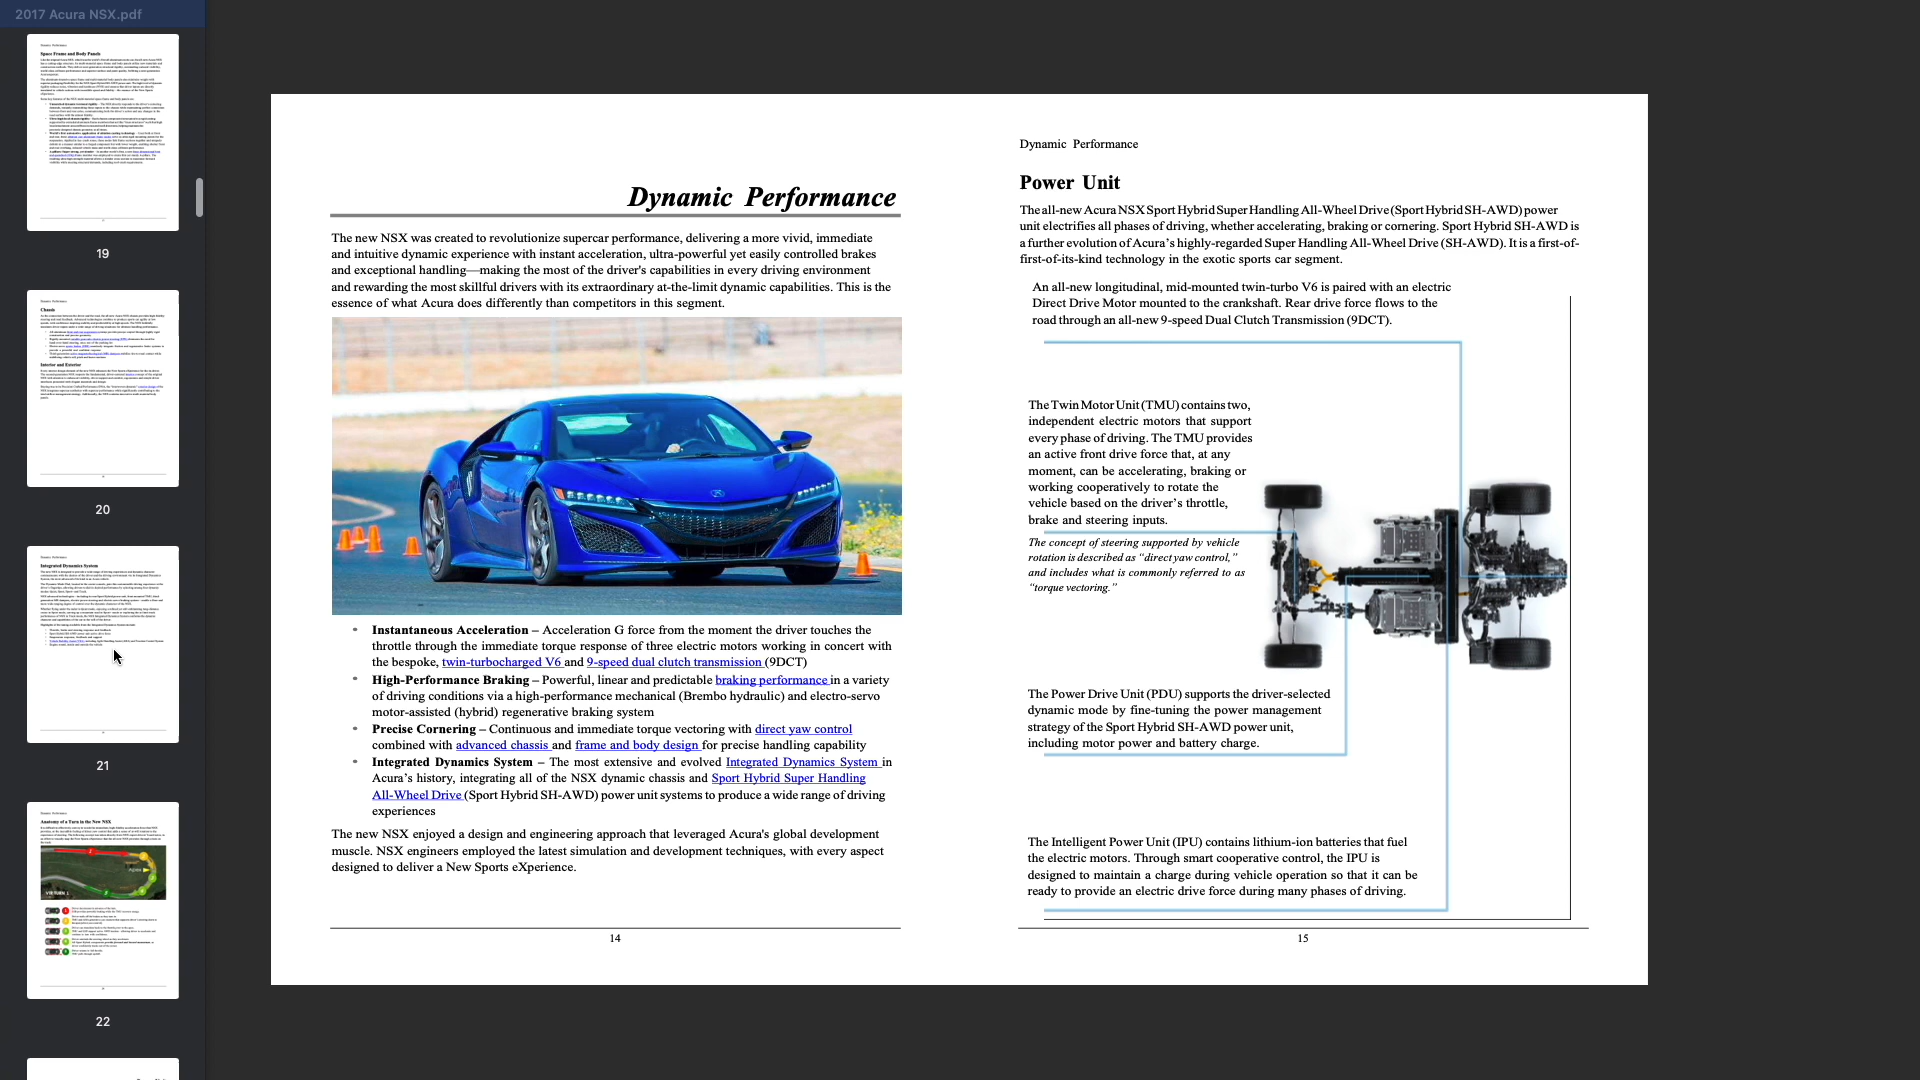 2017 Acura NSX.pdf
19
20
21
22
Dynamic Performance
The new NSX was created to revolutionize supercar performance, delivering a more vivid, immediate
and intuitive dynamic experience with instant acceleration, ultra-powerful yet easily controlled brakes
and exceptional handling—making the most of the driver's capabilities in every driving environment
and rewarding the most skillful drivers with its extraordinary at-the-limit dynamic capabilities. This is the
essence of what Acura does differently than competitors in this segment.
• Instantaneous Acceleration – Acceleration G force from the moment the driver touches the
throttle through the immediate torque response of three electric motors working in concert with
the bespoke, twin-turbocharged V6 and 9-speed dual clutch transmission (9DCT)
• High-Performance Braking – Powerful, linear and predictable braking performance in a variety
of driving conditions via a high-performance mechanical (Brembo hydraulic) and electro-servo
motor-assisted (hybrid) regenerative braking system
• Precise Cornering – Continuous and immediate torque vectoring with direct yaw control
combined with advanced chassis and frame and body design for precise handling capability
• Integrated Dynamics System – The most extensive and evolved Integrated Dynamics System in
Acura's history, integrating all of the NSX dynamic chassis and Sport Hybrid Super Handling
All-Wheel Drive (Sport Hybrid SH-AWD) power unit systems to produce a wide range of driving
experiences
The new NSX enjoyed a design and engineering approach that leveraged Acura's global development
muscle. NSX engineers employed the latest simulation and development techniques, with every aspect
designed to deliver a New Sports eXperience.
14
Dynamic Performance
Power Unit
The all-new Acura NSX Sport Hybrid Super Handling All-Wheel Drive (Sport Hybrid SH-AWD) power
unit electrifies all phases of driving, whether accelerating, braking or cornering. Sport Hybrid SH-AWD is
a further evolution of Acura's highly-regarded Super Handling All-Wheel Drive (SH-AWD). It is a first-of-
first-of-its-kind technology in the exotic sports car segment.
An all-new longitudinal, mid-mounted twin-turbo V6 is paired with an electric
Direct Drive Motor mounted to the crankshaft. Rear drive force flows to the
road through an all-new 9-speed Dual Clutch Transmission (9DCT).
The Twin Motor Unit (TMU) contains two,
independent electric motors that support
every phase of driving. The TMU provides
an active front drive force that, at any
moment, can be accelerating, braking or
working cooperatively to rotate the
vehicle based on the driver's throttle,
brake and steering inputs.
The concept of steering supported by vehicle
rotation is described as “direct yaw control,”
and includes what is commonly referred to as
“torque vectoring.”
The Power Drive Unit (PDU) supports the driver-selected
dynamic mode by fine-tuning the power management
strategy of the Sport Hybrid SH-AWD power unit,
including motor power and battery charge.
The Intelligent Power Unit (IPU) contains lithium-ion batteries that fuel
the electric motors. Through smart cooperative control, the IPU is
designed to maintain a charge during vehicle operation so that it can be
ready to provide an electric drive force during many phases of driving.
15